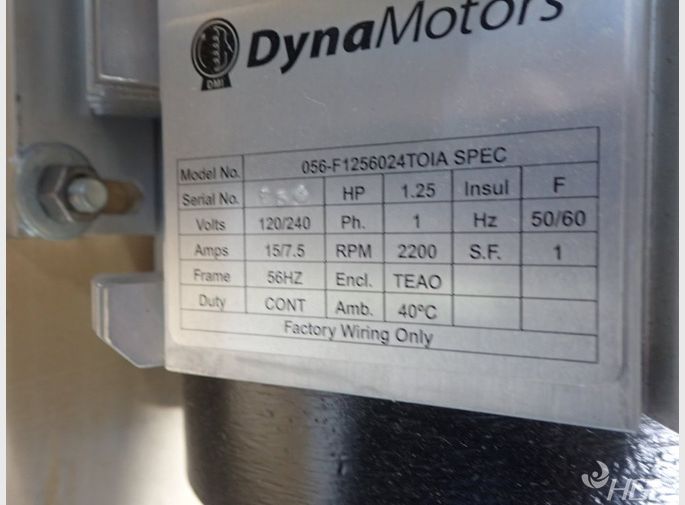 DMI
DynaMotors
Model No. 056-F1256024TOIA SPEC
Serial No. HP 1.25 Insul F
Volts 120/240 Ph. 1 Hz 50/60
Amps 15/7.5 RPM 2200 S.F. 1
Frame 56HZ Encl. TEAO
Duty CONT Amb. 40ºC
Factory Wiring Only